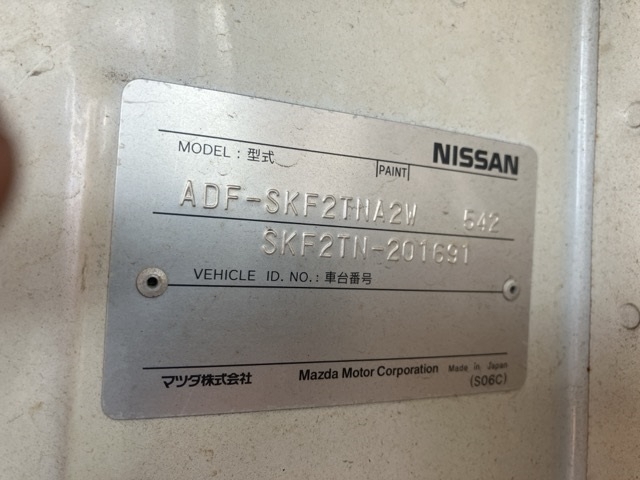 MODEL : 型式 PAINT NISSAN
ADF-SKF2TNA2W 542
SKF2TN-201691
VEHICLE ID. NO. : 車台番号
マツダ株式会社 Mazda Motor Corporation Made in Japan
(S06C)